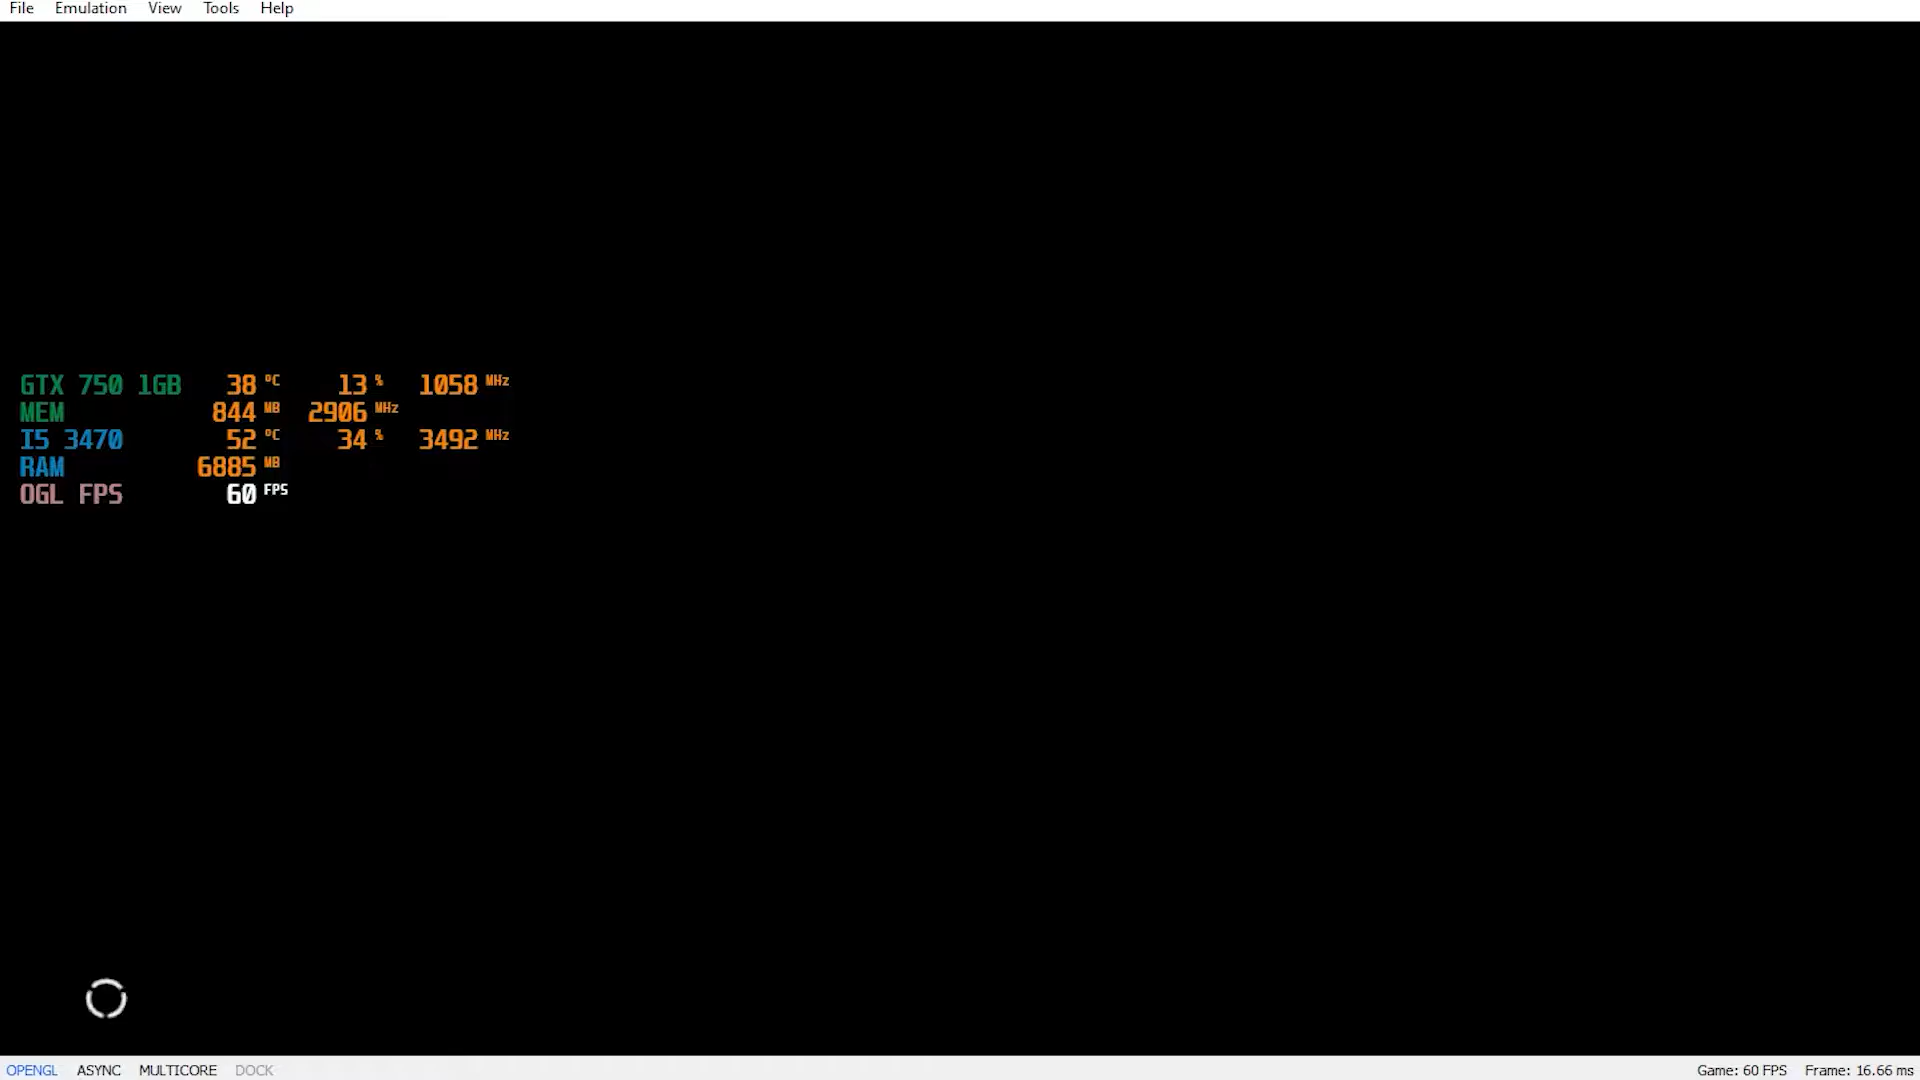 File Emulation View Tools Help
GTX 750 1GB 38 °C 13 % 1058 MHz
MEM 844 MB 2906 MHz
I5 3470 52 °C 34 % 3492 MHz
RAM 6885 MB
OGL FPS 60 FPS
OPENGL ASYNC MULTICORE DOCK Game: 60 FPS Frame: 16.66 ms